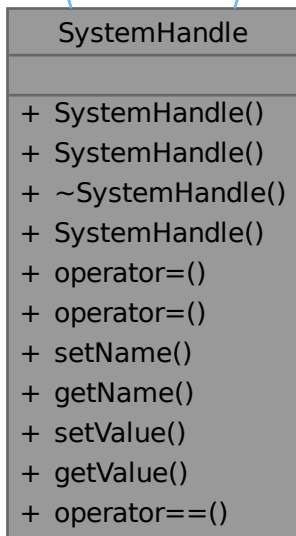 SystemHandle
+ SystemHandle()
+ SystemHandle()
+ ~SystemHandle()
+ SystemHandle()
+ operator=()
+ operator=()
+ setName()
+ getName()
+ setValue()
+ getValue()
+ operator==()